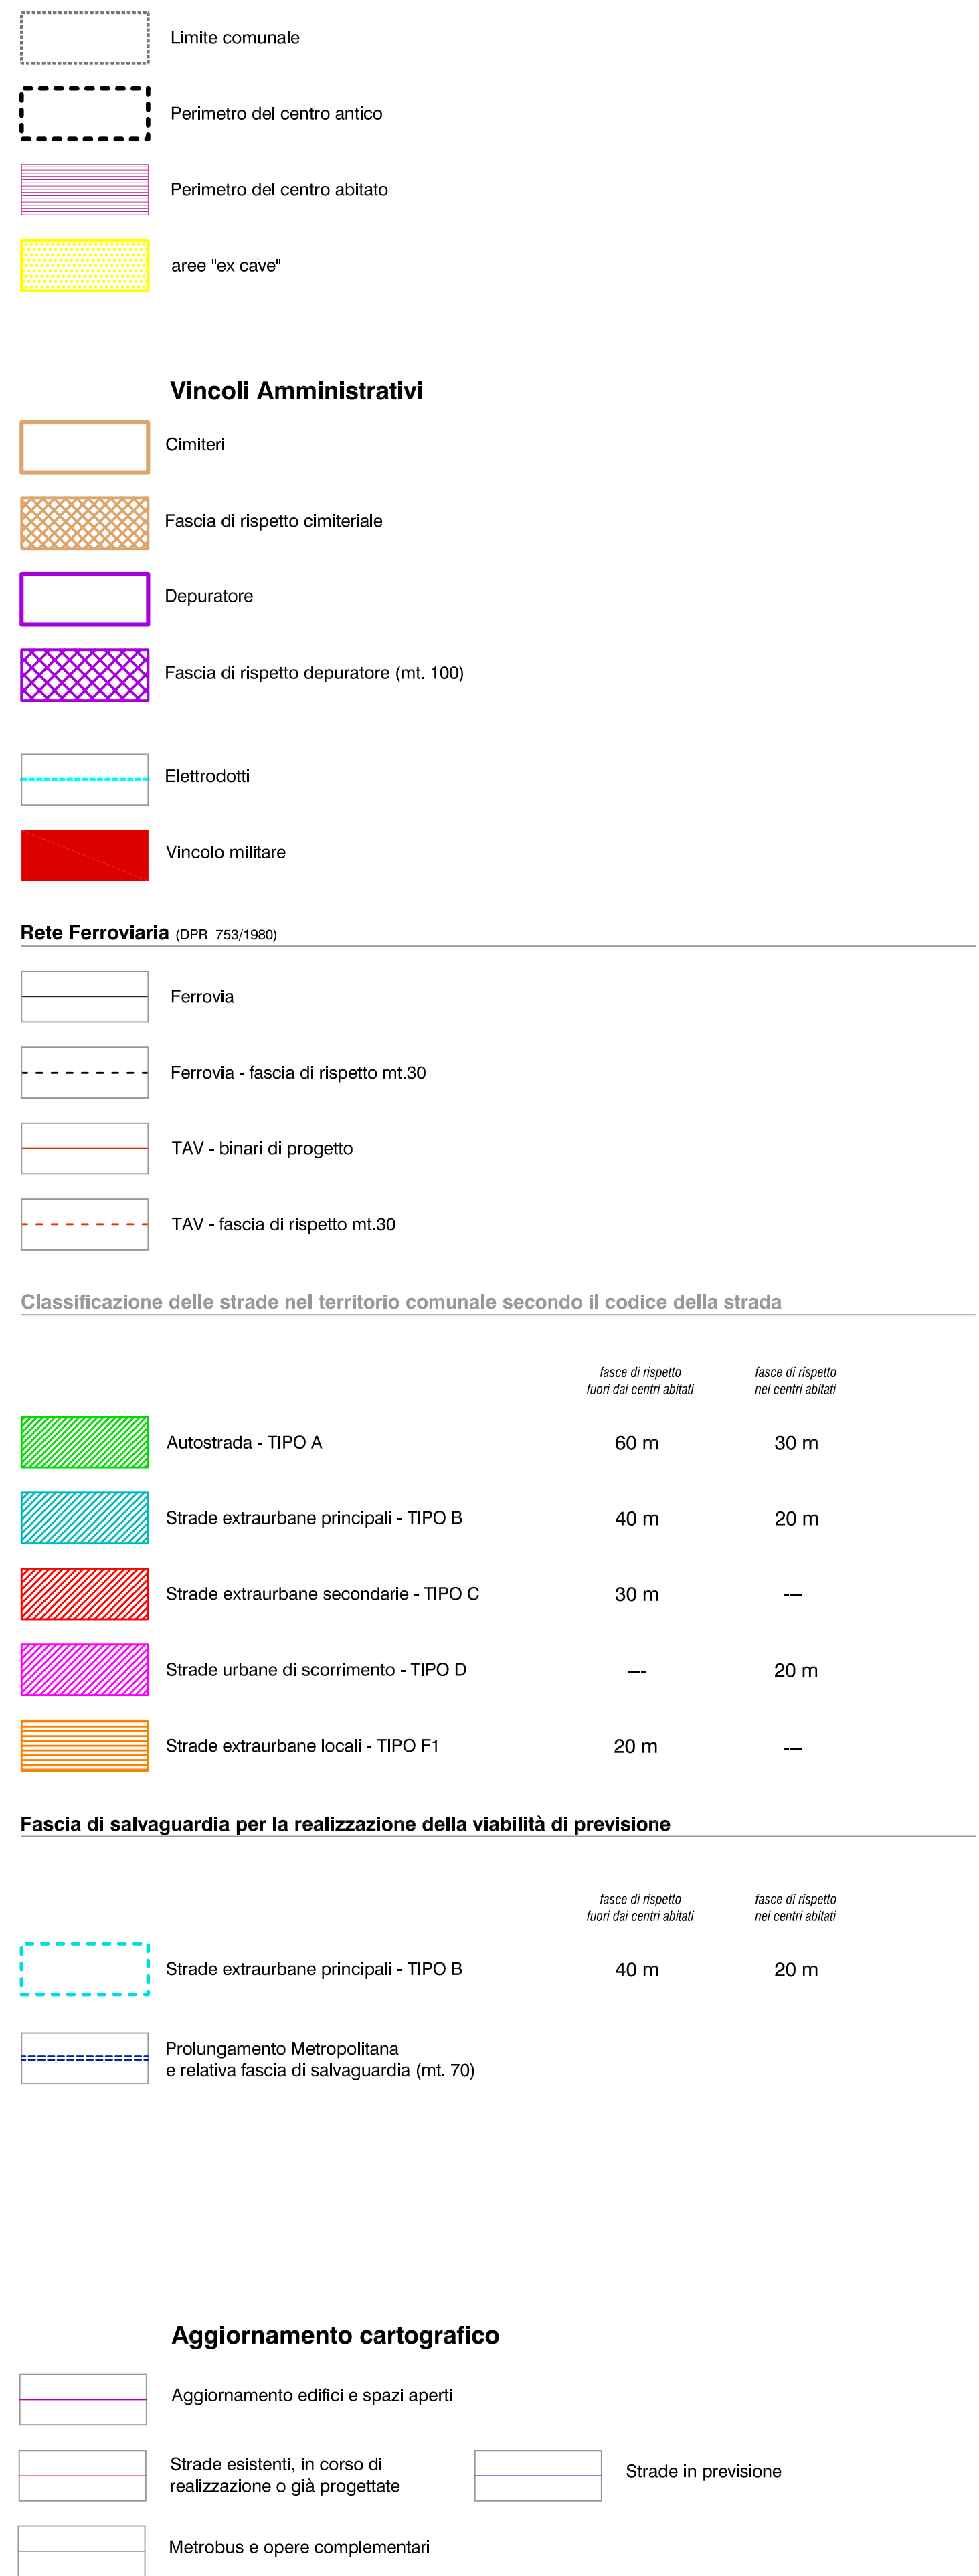 Limite comunale
Perimetro del centro antico
Perimetro del centro abitato
aree "ex cave"
Vincoli Amministrativi
Cimiteri
Fascia di rispetto cimiteriale
Depuratore
Fascia di rispetto depuratore (mt. 100)
Elettrodotti
Vincolo militare
Rete Ferroviaria (DPR 753/1980)
Ferrovia
Ferrovia - fascia di rispetto mt.30
TAV - binari di progetto
TAV - fascia di rispetto mt.30
Classificazione delle strade nel territorio comunale secondo il codice della strada
fasce di rispetto fasce di rispetto
fuori dai centri abitati nei centri abitati
Autostrada - TIPO A 60 m 30 m
Strade extraurbane principali - TIPO B 40 m 20 m
Strade extraurbane secondarie - TIPO C 30 m ---
Strade urbane di scorrimento - TIPO D --- 20 m
Strade extraurbane locali - TIPO F1 20 m ---
Fascia di salvaguardia per la realizzazione della viabilità di previsione
fasce di rispetto fasce di rispetto
fuori dai centri abitati nei centri abitati
Strade extraurbane principali - TIPO B 40 m 20 m
Prolungamento Metropolitana
e relativa fascia di salvaguardia (mt. 70)
Aggiornamento cartografico
Aggiornamento edifici e spazi aperti
Strade esistenti, in corso di
realizzazione o già progettate
Strade in previsione
Metrobus e opere complementari